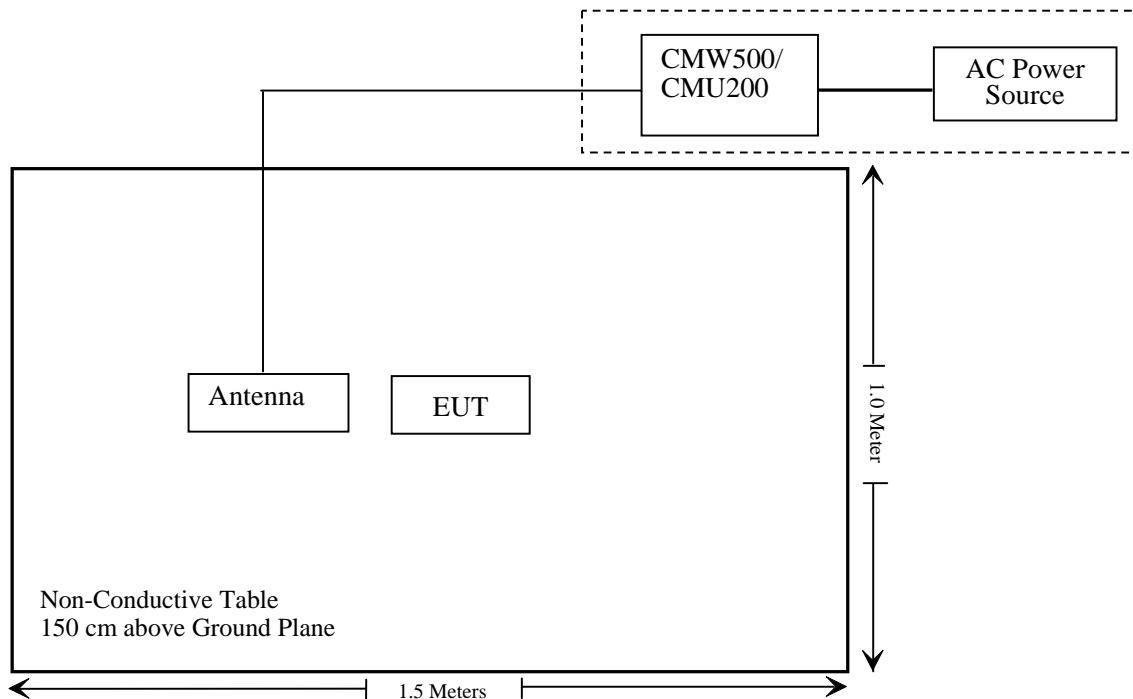 CMW500/
CMU200
AC Power
Source
Antenna
EUT
1.0 Meter
Non-Conductive Table
150 cm above Ground Plane
1.5 Meters